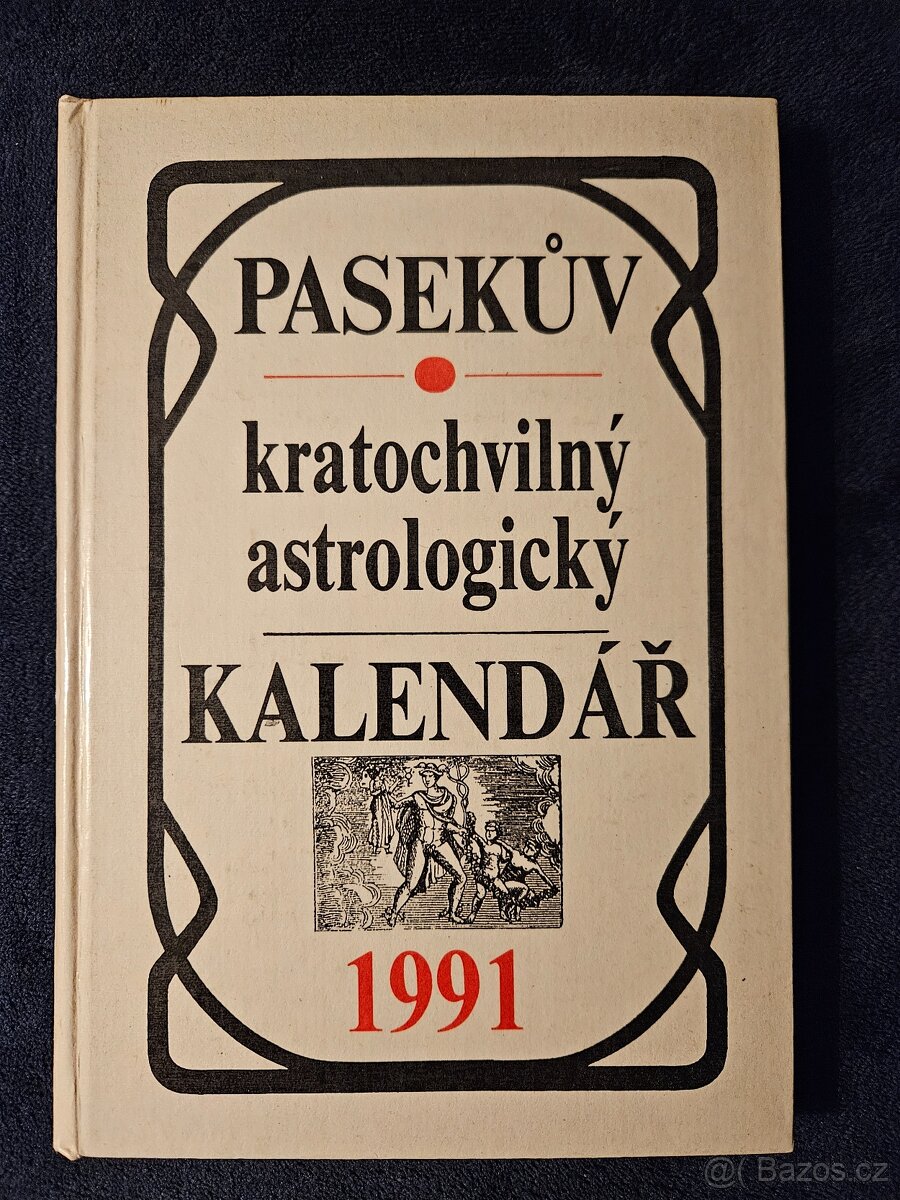 PASEKŮV
kratochvilný
astrologický
KALENDÁŘ
1991
@( Bazos.cz